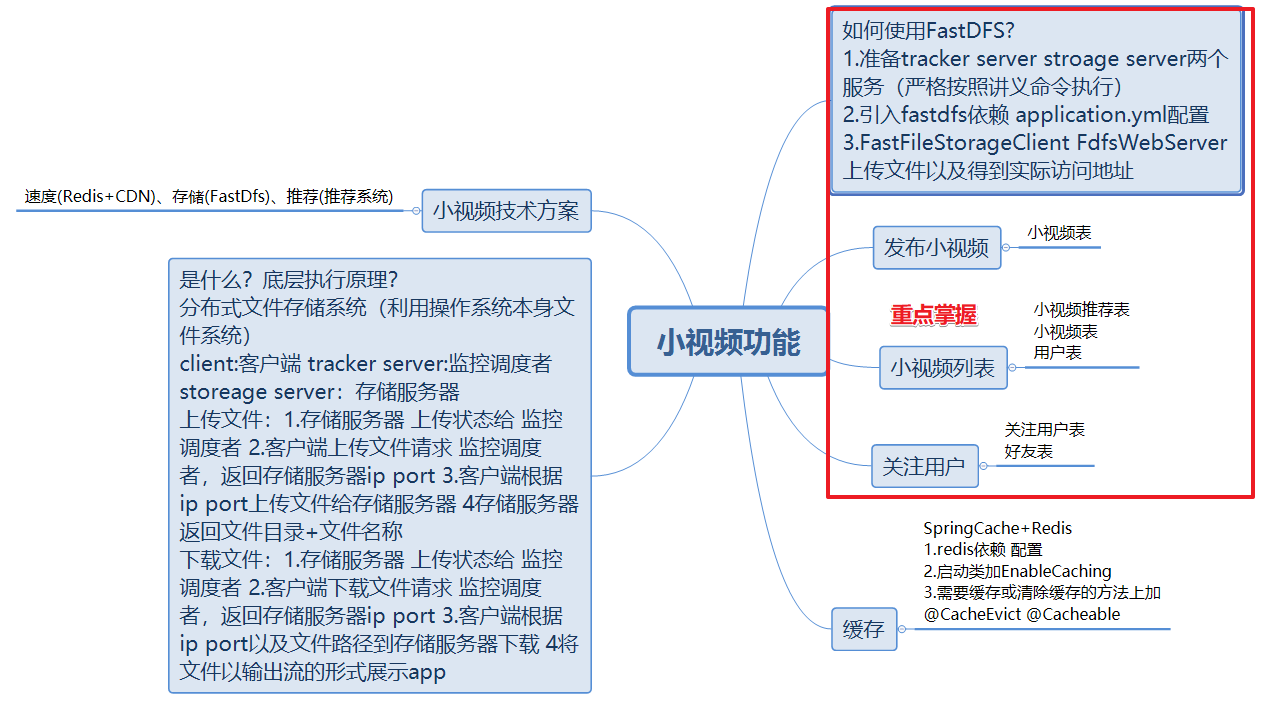 如何使用FastDFS?
1.准备tracker server stroage server两个
服务（严格按照讲义命令执行）
2.引入fastdfs依赖 application.yml配置
3.FastFileStorageClient FdfsWebServer
上传文件以及得到实际访问地址
速度(Redis+CDN)、存储(FastDfs)、推荐(推荐系统)
小视频技术方案
发布小视频
小视频表
是什么？底层执行原理？
分布式文件存储系统（利用操作系统本身文
件系统）
client:客户端 tracker server:监控调度者
storeage server：存储服务器
上传文件：1.存储服务器 上传状态给 监控
调度者 2.客户端上传文件请求 监控调度
者，返回存储服务器ip port 3.客户端根据
ip port上传文件给存储服务器 4存储服务器
返回文件目录+文件名称
下载文件：1.存储服务器 上传状态给 监控
调度者 2.客户端下载文件请求 监控调度
者，返回存储服务器ip port 3.客户端根据
ip port以及文件路径到存储服务器下载 4将
文件以输出流的形式展示app
小视频功能
重点掌握
小视频列表
小视频推荐表
小视频表
用户表
关注用户
关注用户表
好友表
缓存
SpringCache+Redis
1.redis依赖 配置
2.启动类加EnableCaching
3.需要缓存或清除缓存的方法上加
@CacheEvict @Cacheable